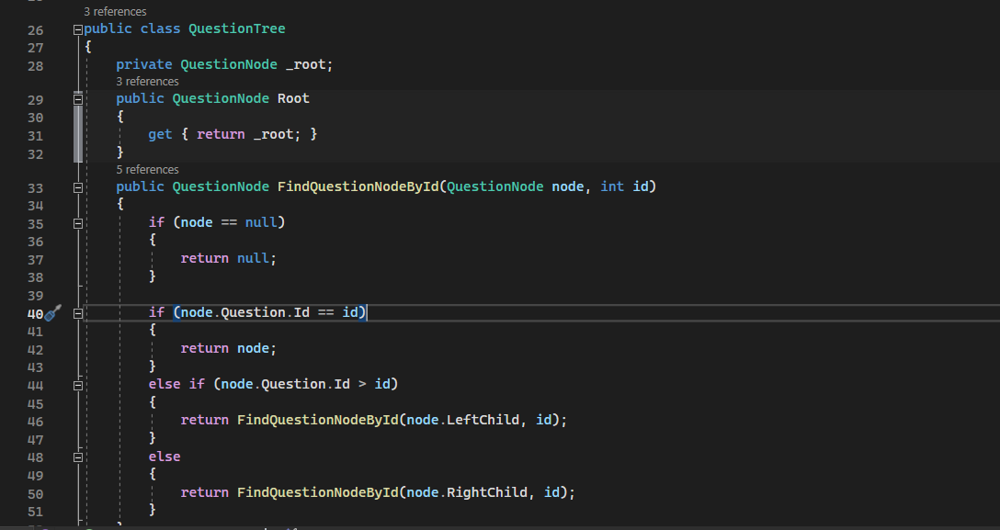 3 references
26 public class QuestionTree
27 {
28 private QuestionNode _root;
3 references
29 public QuestionNode Root
30 {
31 get { return _root; }
32 }
5 references
33 public QuestionNode FindQuestionNodeById(QuestionNode node, int id)
34 {
35 if (node == null)
36 {
37 return null;
38 }
39
40 if (node.Question.Id == id)
41 {
42 return node;
43 }
44 else if (node.Question.Id > id)
45 {
46 return FindQuestionNodeById(node.LeftChild, id);
47 }
48 else
49 {
50 return FindQuestionNodeById(node.RightChild, id);
51 }